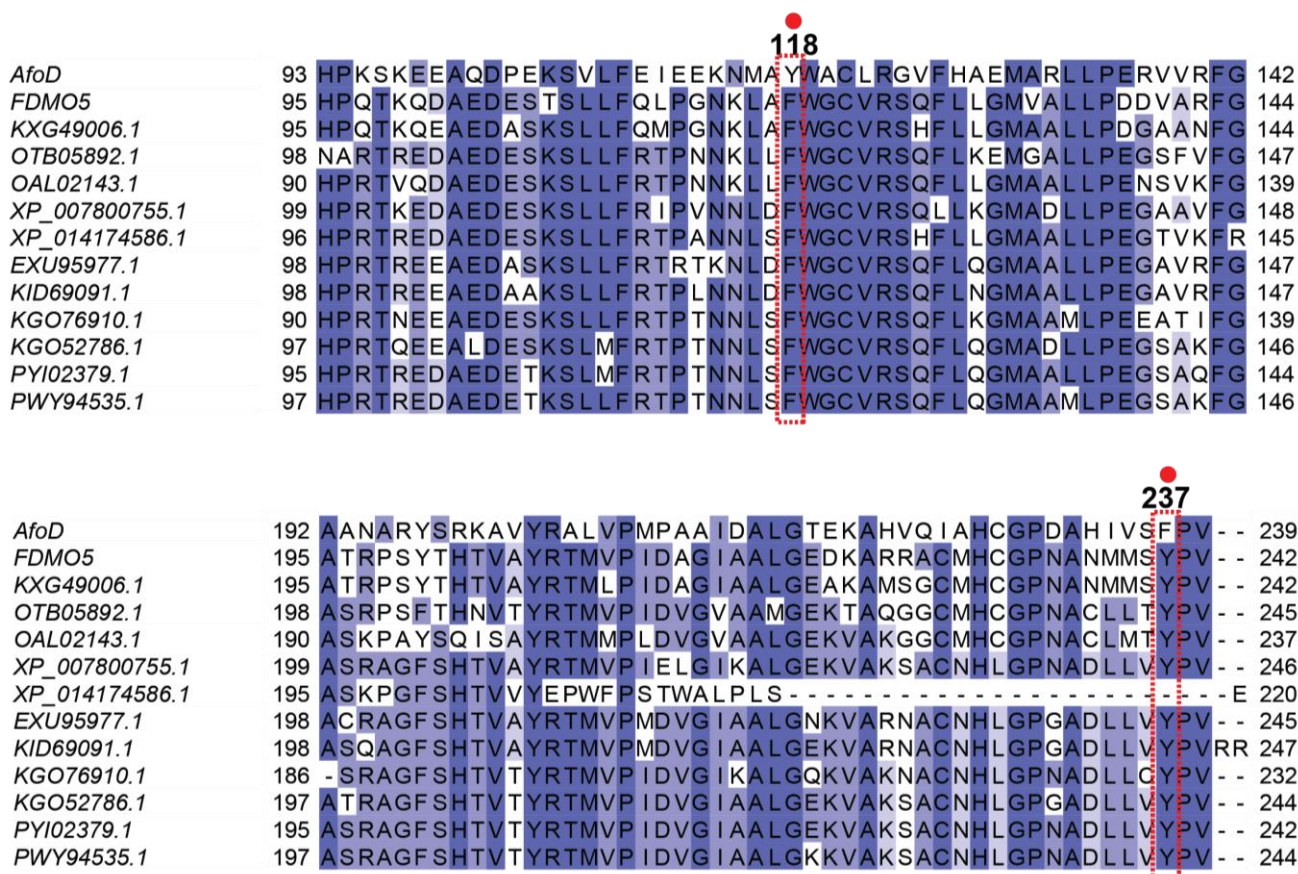 118
AfoD 93 HPKSKEEAQDPEKSVLFEIEEKNMAYWACLRGVFHAEMARLLPERVVRFG 142
FDMO5 95 HPQTKQDAEDESTSLLFQLPGNKLAFWGCVRSQFLLGMVALLPDDVARFG 144
KXG49006.1 95 HPQTKQEAEDASKSLLFQMPGNKLAFWGCVRSHFLLGMAALLPDGAANFG 144
OTB05892.1 98 NARTREDAEDESKSLLFRTPNNKLLFWGCVRSQFLKEMGALLPEGSFVFG 147
OAL02143.1 90 HPRTVQDAEDESKSLLFRTPNNKLLFWGCVRSQFLLGMAALLPENSVKFG 139
XP_007800755.1 99 HPRTKEDAEDESKSLLFRIPVNNLDFWGCVRSQLLKGMADLLPEGAAVFG 148
XP_014174586.1 96 HPRTREDAEDESKSLLFRTPANNLSFWGCVRSHFLLGMAALLPEGTVKFR 145
EXU95977.1 98 HPRTREEAEDASKSLLFRTRTKNLDFWGCVRSQFLQGMAALLPEGAVRFG 147
KID69091.1 98 HPRTREEAEDAAKSLLFRTPLNNLDFWGCVRSQFLNGMAALLPEGAVRFG 147
KGO76910.1 90 HPRTNEEAEDESKSLLFRTPTNNLSFWGCVRSQFLKGMAAMLPEEATIFG 139
KGO52786.1 97 HPRTQEEALDESKSLMFRTPTNNLSFWGCVRSQFLQGMADLLPEGSAKFG 146
PYI02379.1 95 HPRTREDAEDETKSLMFRTPTNNLSFWGCVRSQFLQGMAALLPEGSAQFG 144
PWY94535.1 97 HPRTREDAEDETKSLLFRTPTNNLSFWGCVRSQFLQGMAAMLPEGSAKFG 146
237
AfoD 192 AANARYSRKAVYRALVPMPAAIDALGTEKAHVQIAHCGPDAHIVSFPV-- 239
FDMO5 195 ATRPSYTHTVAYRTMVPIDAGIAALGEDKARRACMHCGPNANMMSYPV-- 242
KXG49006.1 195 ATRPSYTHTVAYRTMLPIDAGIAALGEAKAMSGCMHCGPNANMMSYPV-- 242
OTB05892.1 198 ASRPSFTHNVTYRTMVPIDVGVAAMGEKTAQGGCMHCGPNACLLTYPV-- 245
OAL02143.1 190 ASKPAYSQISAYRTMMPLDVGVAALGEKVAKGGCMHCGPNACLMTYPV-- 237
XP_007800755.1 199 ASRAGFSHTVAYRTMVPIELGIKALGEKVAKSACNHLGPNADLLVYPV-- 246
XP_014174586.1 195 ASKPGFSHTVVYEPWFPSTWALPLS------------------------E 220
EXU95977.1 198 ACRAGFSHTVAYRTMVPMDVGIAALGNKVARNACNHLGPGADLLVYPV-- 245
KID69091.1 198 ASQAGFSHTVAYRTMVPMDVGIAALGEKVARNACNHLGPGADLLVYPVRR 247
KGO76910.1 186 -SRAGFSHTVTYRTMVPIDVGIKALGQKVAKNACNHLGPNADLLCYPV-- 232
KGO52786.1 197 ATRAGFSHTVTYRTMVPIDVGIAALGEKVAKSACNHLGPGADLLVYPV-- 244
PYI02379.1 195 ASRAGFSHTVTYRTMVPIDVGIAALGEKVAKSACNHLGPNADLLVYPV-- 242
PWY94535.1 197 ASRAGFSHTVTYRTMVPIDVGIAALGKKVAKSACNHLGPNADLLVYPV-- 244